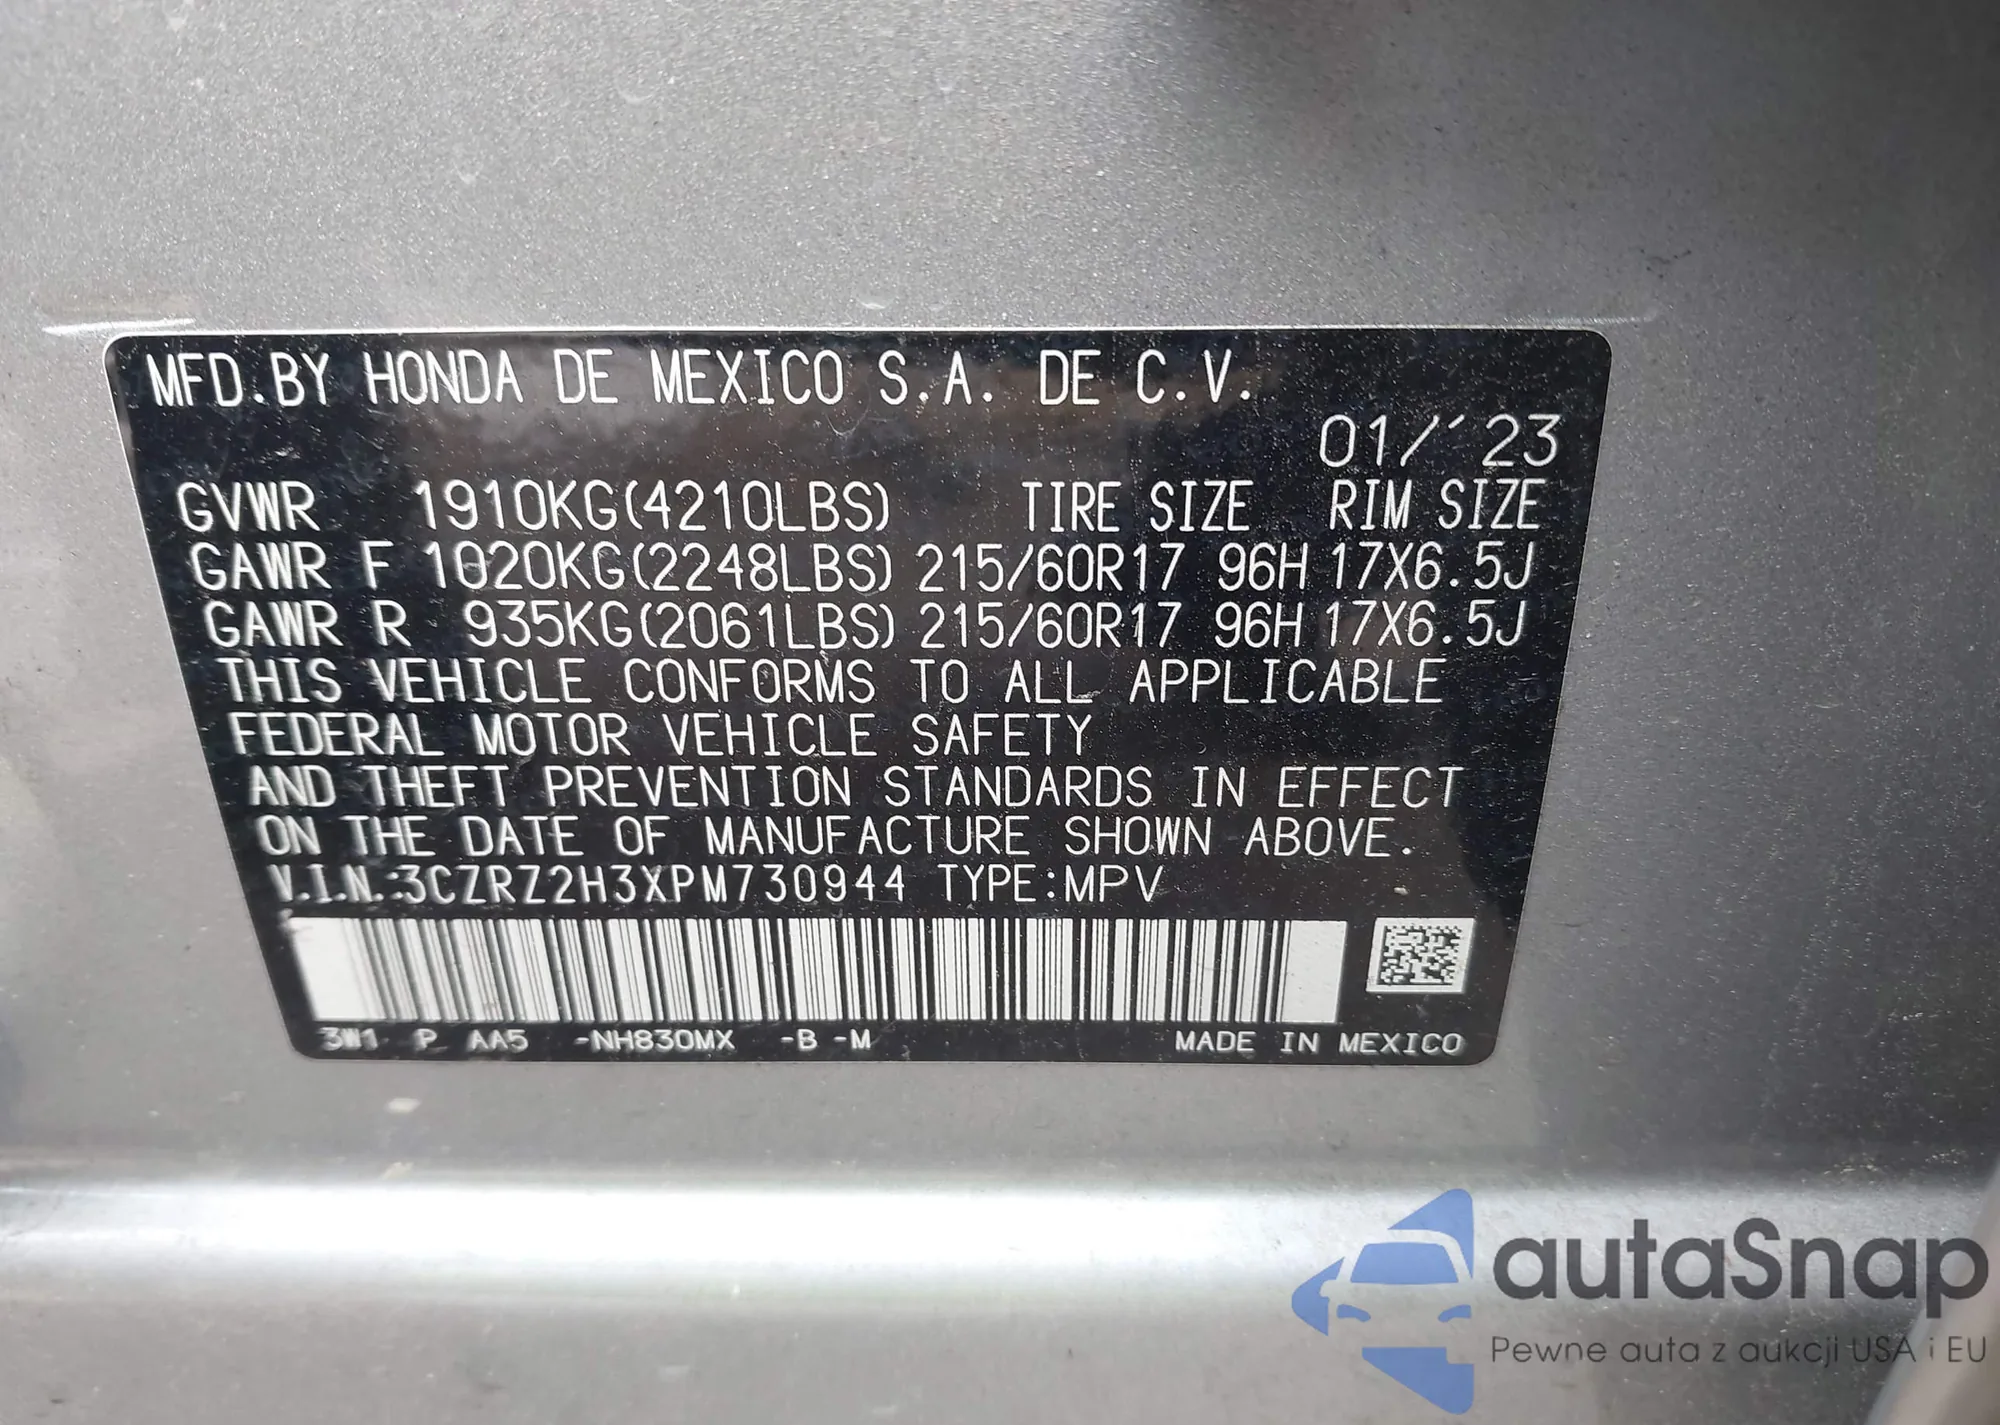 MFD.BY HONDA DE MEXICO S.A. DE C.V.
01/'23
GVWR 1910KG(4210LBS) TIRE SIZE RIM SIZE
GAWR F 1020KG(2248LBS) 215/60R17 96H 17X6.5J
GAWR R 935KG(2061LBS) 215/60R17 96H 17X6.5J
THIS VEHICLE CONFORMS TO ALL APPLICABLE
FEDERAL MOTOR VEHICLE SAFETY
AND THEFT PREVENTION STANDARDS IN EFFECT
ON THE DATE OF MANUFACTURE SHOWN ABOVE.
V.I.N.:3CZRZ2H3XPM730944 TYPE:MPV
3W1 P AA5 -NH830MX -B -M MADE IN MEXICO
autaSnap
Pewne auta z aukcji USA i EU